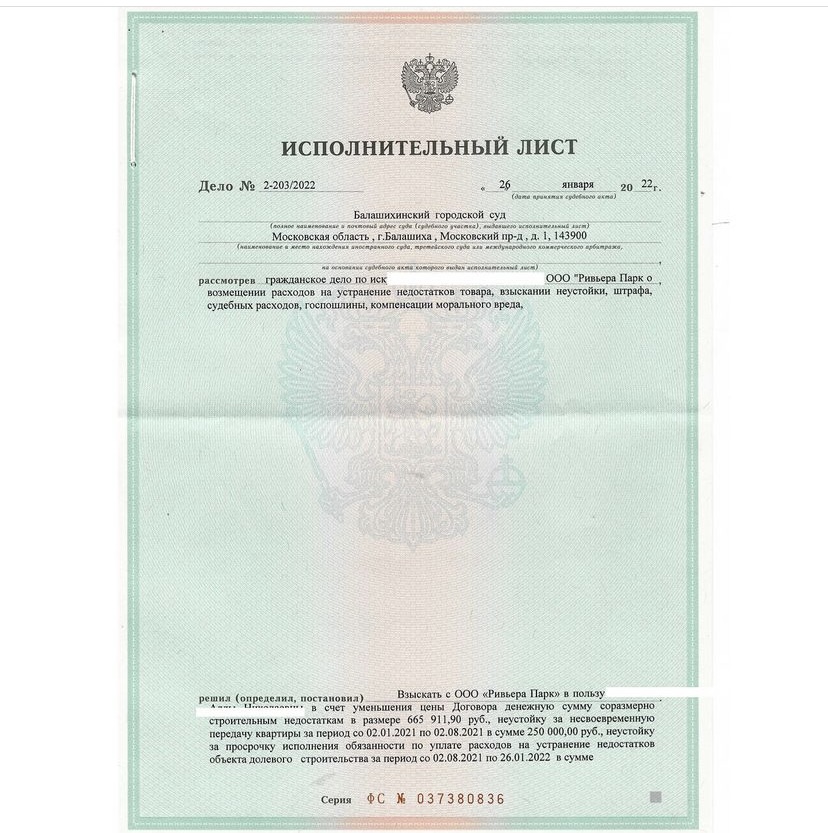 ИСПОЛНИТЕЛЬНЫЙ ЛИСТ
Дело № 2-203/2022 « 26 января 20 22 г.
(дата принятия судебного акта)
Балашихинский городской суд
(полное наименование и почтовый адрес суда (судебного участка), выдавшего исполнительный лист)
Московская область , г.Балашиха , Московский пр-д , д. 1, 143900
(наименование и место нахождения иностранного суда, третейского суда или международного коммерческого арбитража,
,
на основании судебного акта которого выдан исполнительный лист)
рассмотрев гражданское дело по иск ООО "Ривьера Парк о ,
возмещении расходов на устранение недостатков товара, взыскании неустойки, штрафа,
судебных расходов, госпошлины, компенсации морального вреда,
решил (определил, постановил) Взыскать с ООО «Ривьера Парк» в пользу
в счет уменьшения цены Договора денежную сумму соразмерно
строительным недостаткам в размере 665 911,90 руб., неустойку за несвоевременную
передачу квартиры за период со 02.01.2021 по 02.08.2021 в сумме 250 000,00 руб., неустойку
за просрочку исполнения обязанности по уплате расходов на устранение недостатков
объекта долевого строительства за период со 02.08.2021 по 26.01.2022 в сумме
Серия ФС № 037380836